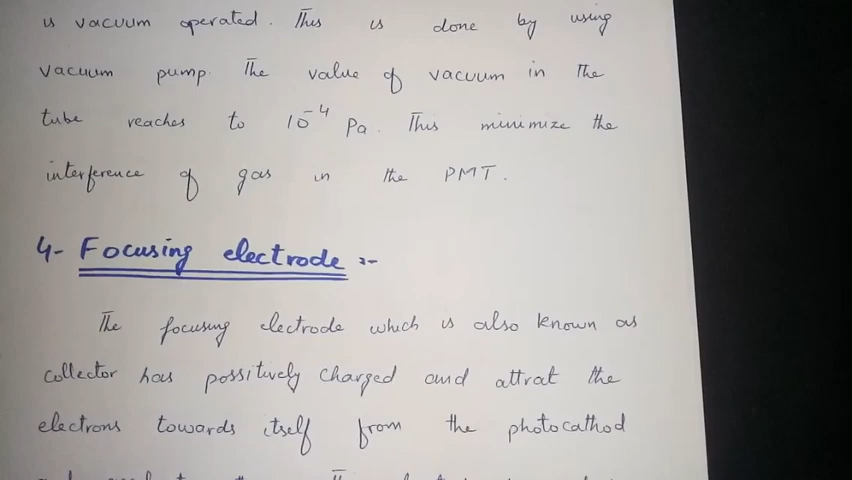 is vacuum operated. This is done by using
vacuum pump. The value of vacuum in the
tube reaches to 10⁻⁴ Pa. This minimize the
interference of gas in the PMT.
4- Focusing electrode :-
The focusing electrode which is also known as
collector has possitively charged and attrat the
electrons towards itself from the photocathod